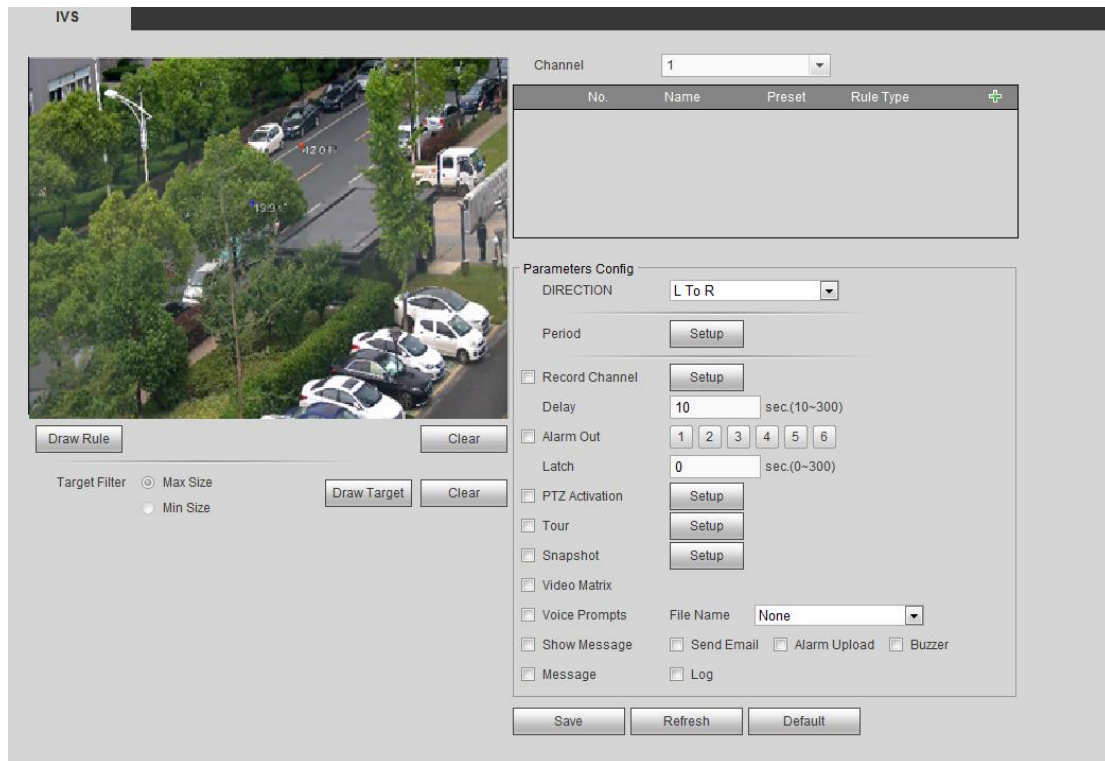 IVS
Channel 1
No. Name Preset Rule Type
Parameters Config
DIRECTION L To R
Period Setup
Record Channel Setup
Delay 10 sec.(10~300)
Alarm Out 1 2 3 4 5 6
Latch 0 sec.(0~300)
PTZ Activation Setup
Tour Setup
Snapshot Setup
Video Matrix
Voice Prompts File Name None
Show Message Send Email Alarm Upload Buzzer
Message Log
Save Refresh Default
Draw Rule Clear
Target Filter Max Size Draw Target Clear
Min Size